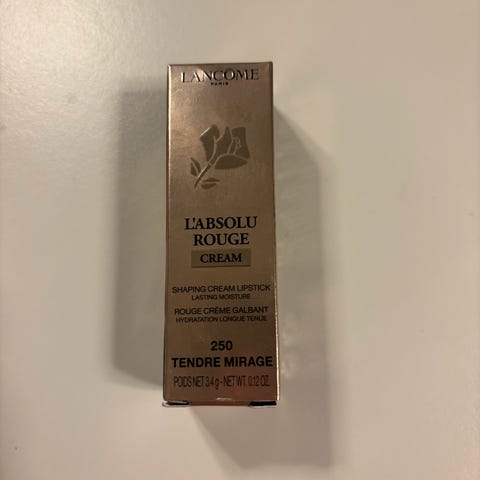 LANCÔME
PARIS
L'ABSOLU
ROUGE
CREAM
SHAPING CREAM LIPSTICK
LASTING MOISTURE
ROUGE CRÈME GALBANT
HYDRATATION LONGUE TENUE
250
TENDRE MIRAGE
POIDS NET 3,4 g - NET WT. 0.12 OZ.